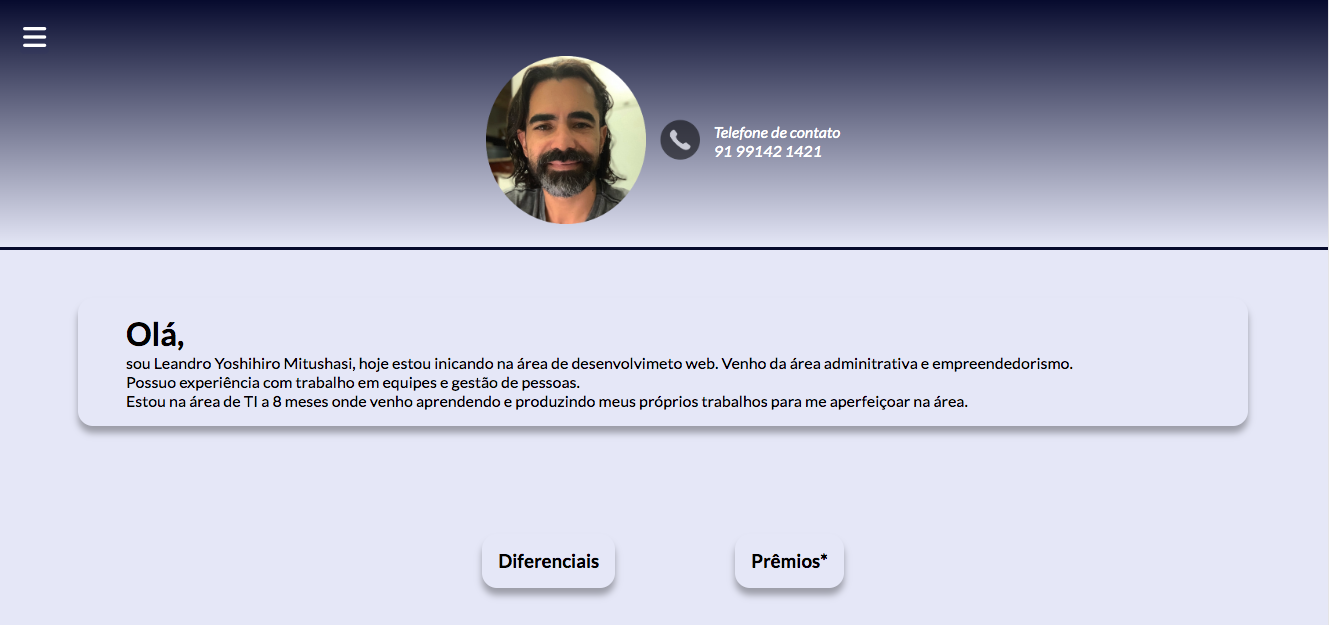 Telefone de contato
91 99142 1421
Olá,
sou Leandro Yoshihiro Mitushasi, hoje estou inicando na área de desenvolvimeto web. Venho da área adminitrativa e empreendedorismo.
Possuo experiência com trabalho em equipes e gestão de pessoas.
Estou na área de TI a 8 meses onde venho aprendendo e produzindo meus próprios trabalhos para me aperfeiçoar na área.
Diferenciais
Prêmios*